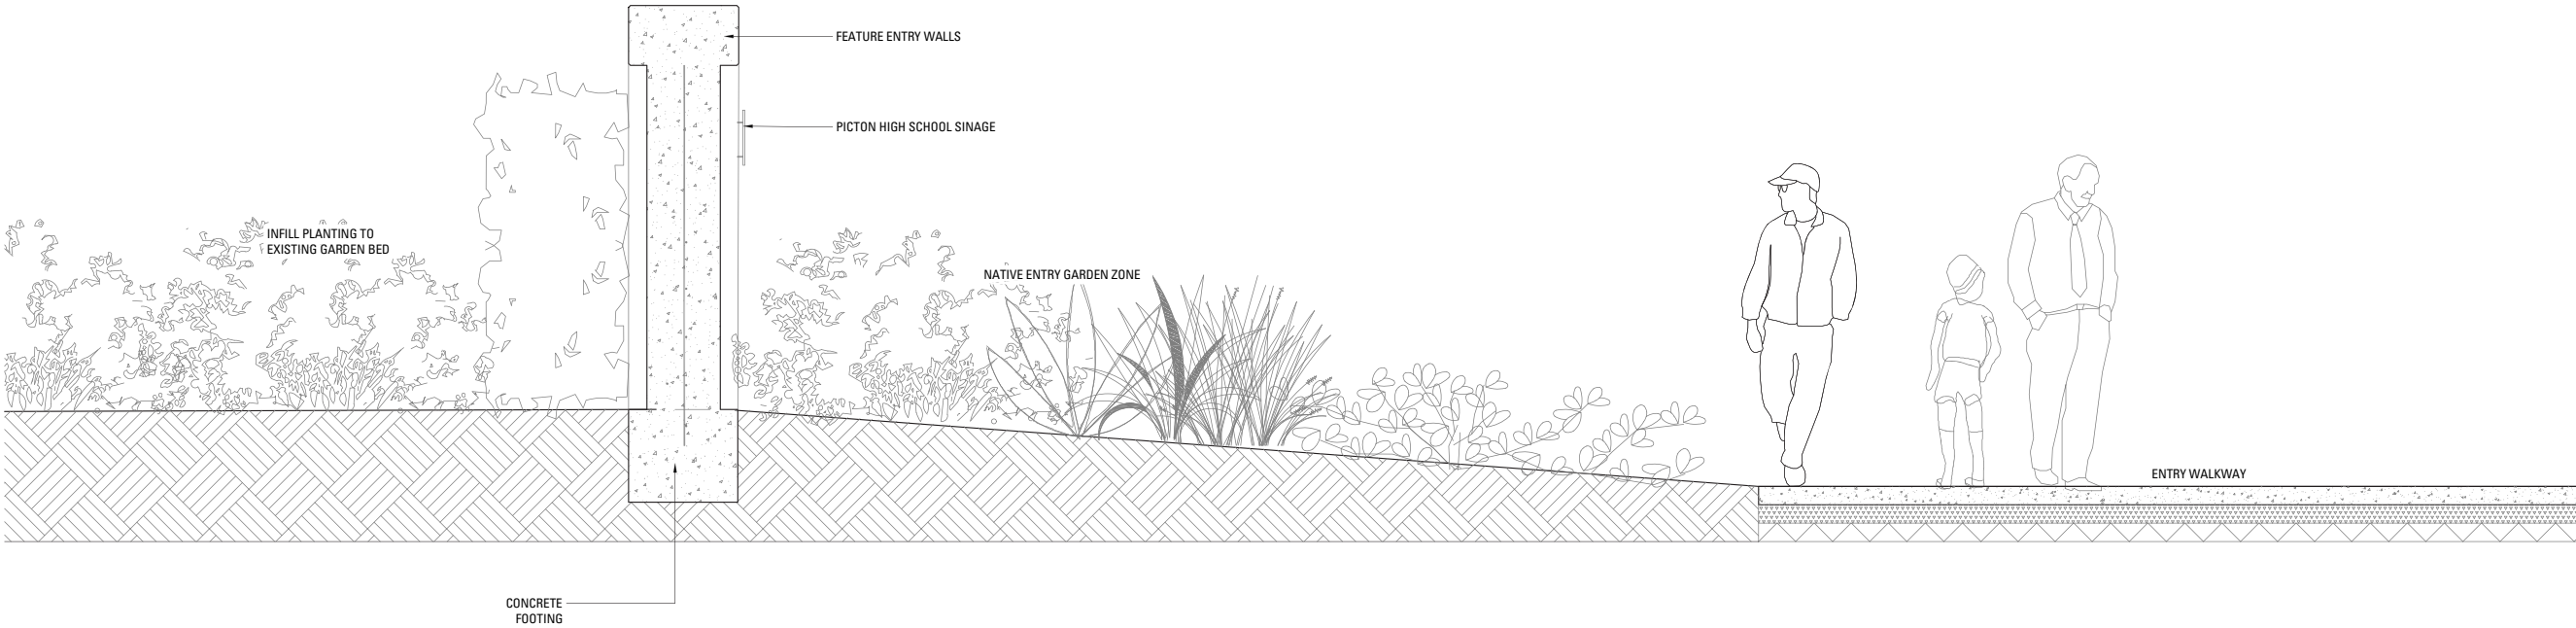 FEATURE ENTRY WALLS
PICTON HIGH SCHOOL SINAGE
INFILL PLANTING TO
EXISTING GARDEN BED
NATIVE ENTRY GARDEN ZONE
ENTRY WALKWAY
CONCRETE
FOOTING